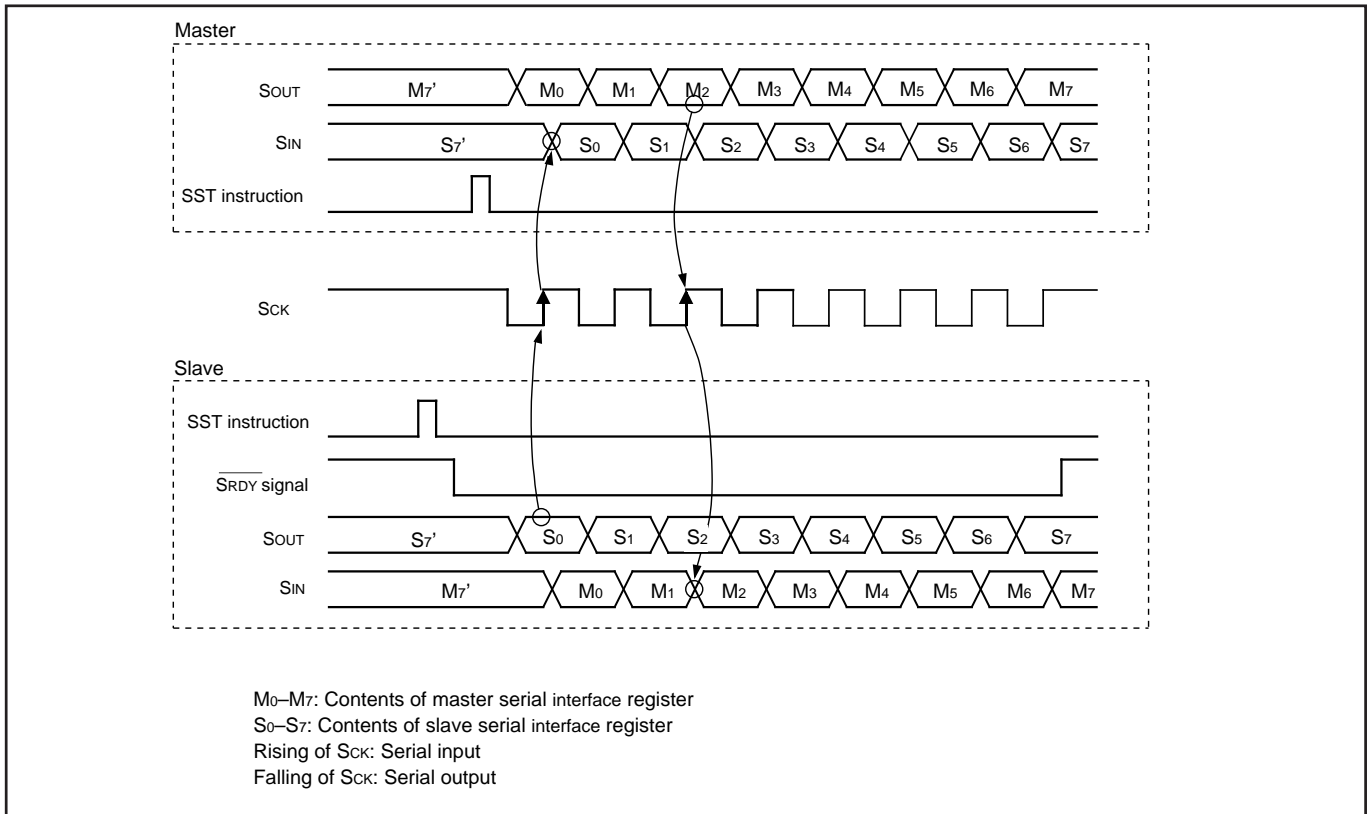 Master
SOUT M7' M0 M1 M2 M3 M4 M5 M6 M7
SIN S7' S0 S1 S2 S3 S4 S5 S6 S7
SST instruction
SCK
Slave
SST instruction
SRDY signal
SOUT S7' S0 S1 S2 S3 S4 S5 S6 S7
SIN M7' M0 M1 M2 M3 M4 M5 M6 M7
M0–M7: Contents of master serial interface register
S0–S7: Contents of slave serial interface register
Rising of SCK: Serial input
Falling of SCK: Serial output